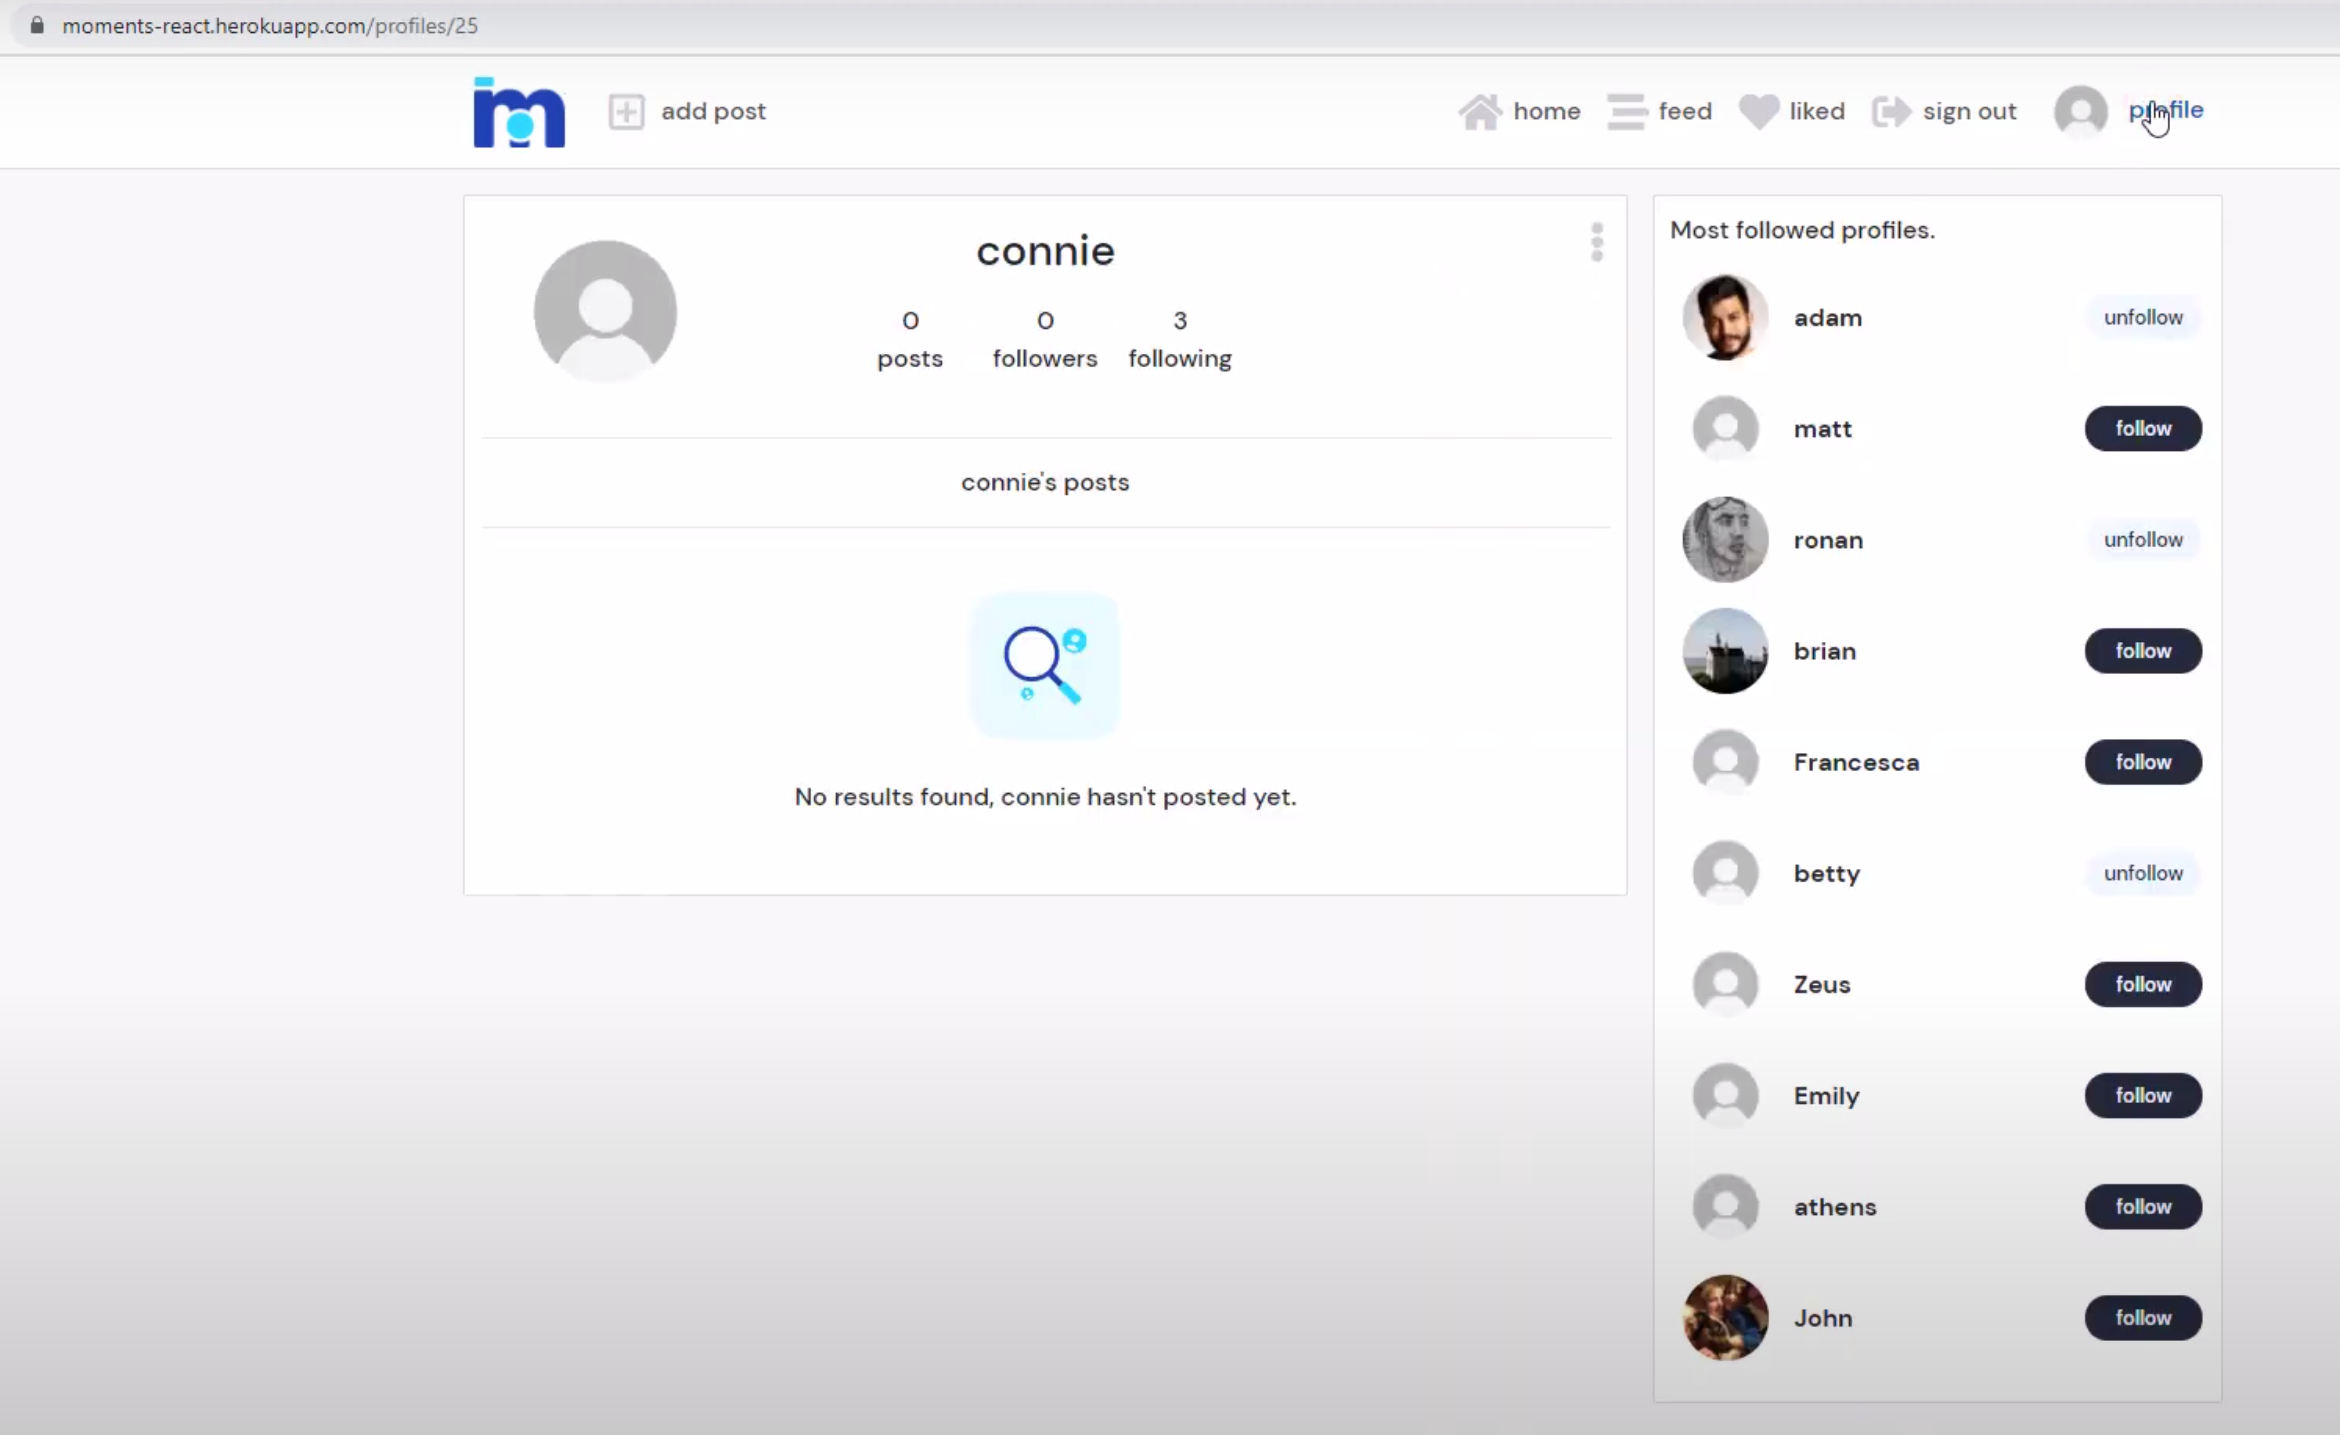 moments-react.herokuapp.com/profiles/25
add post
home
feed
liked
sign out
profile
connie
0
0
3
posts
followers
following
connie's posts
No results found, connie hasn't posted yet.
Most followed profiles.
adam
unfollow
matt
follow
ronan
unfollow
brian
follow
Francesca
follow
betty
unfollow
Zeus
follow
Emily
follow
athens
follow
John
follow